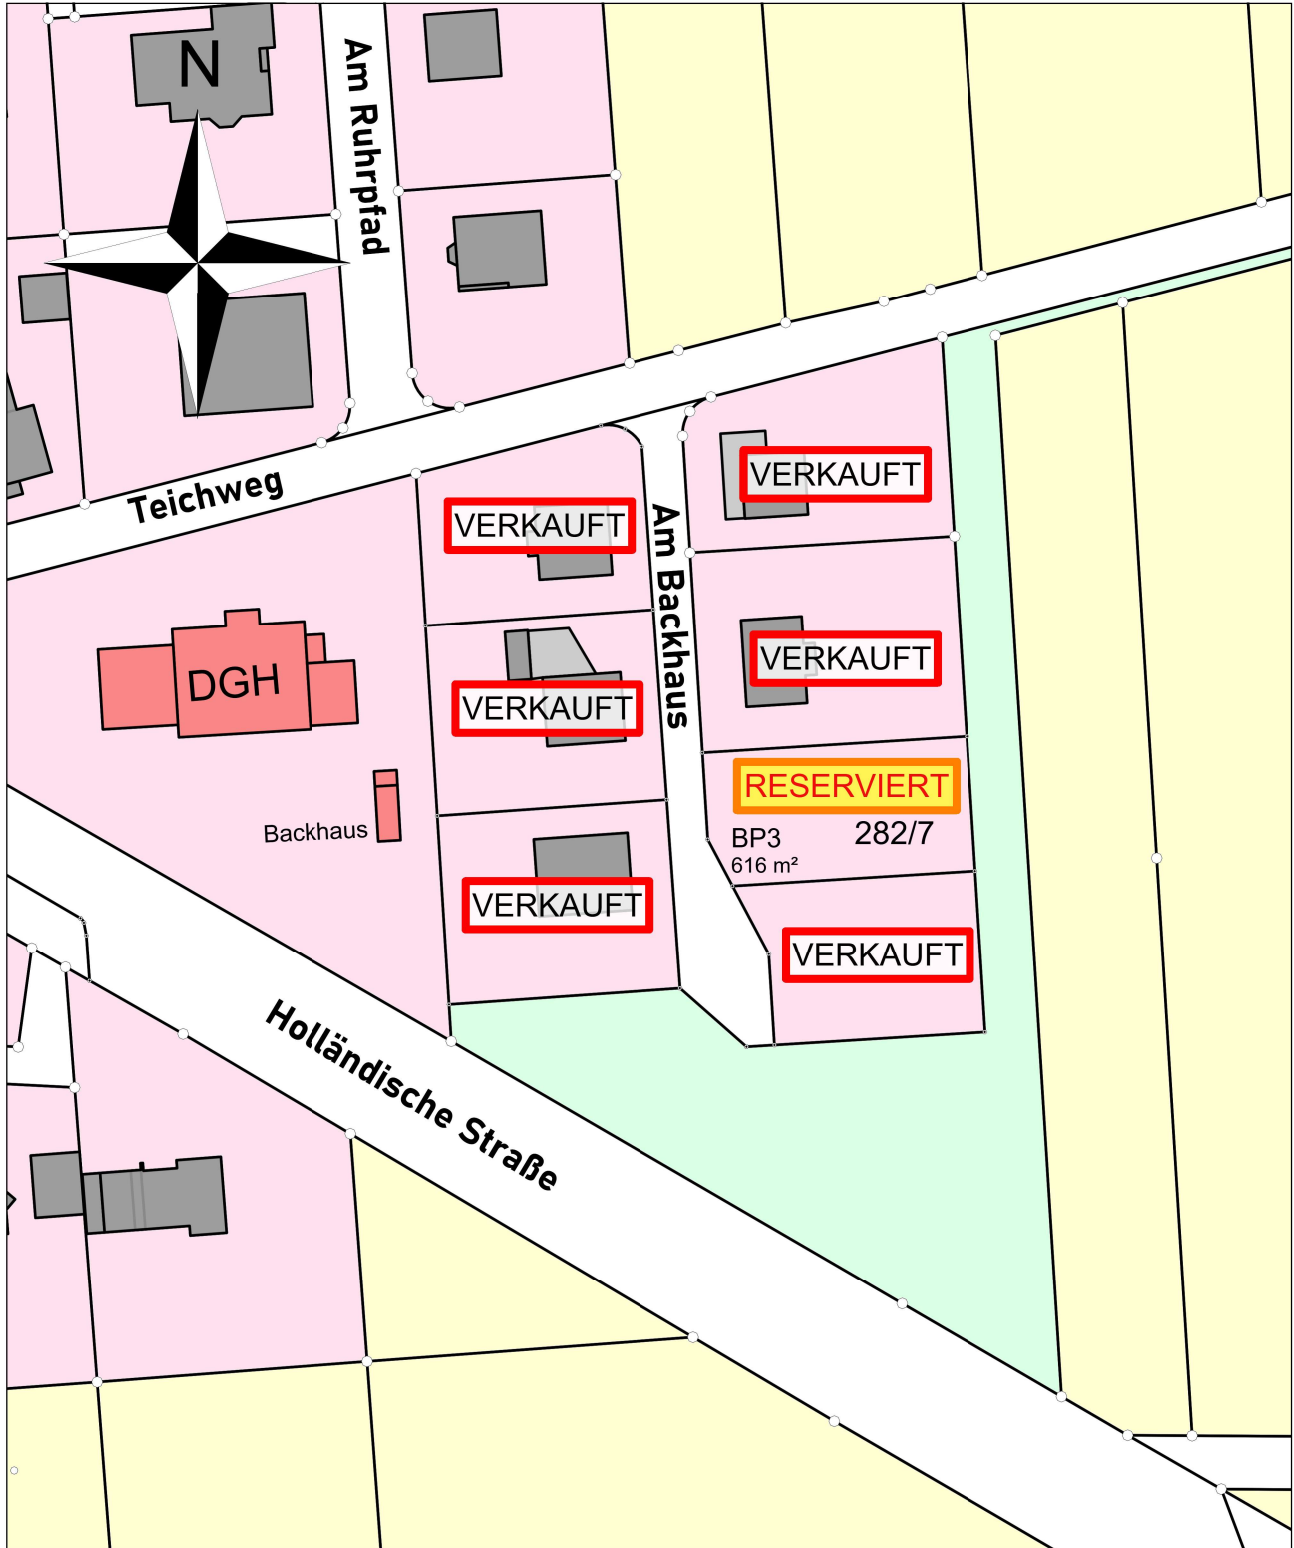 N
Am Ruhrpfad
Teichweg
VERKAUFT
VERKAUFT
Am Backhaus
DGH
VERKAUFT
VERKAUFT
RESERVIERT
Backhaus
BP3
282/7
616 m²
VERKAUFT
VERKAUFT
Holländische Straße